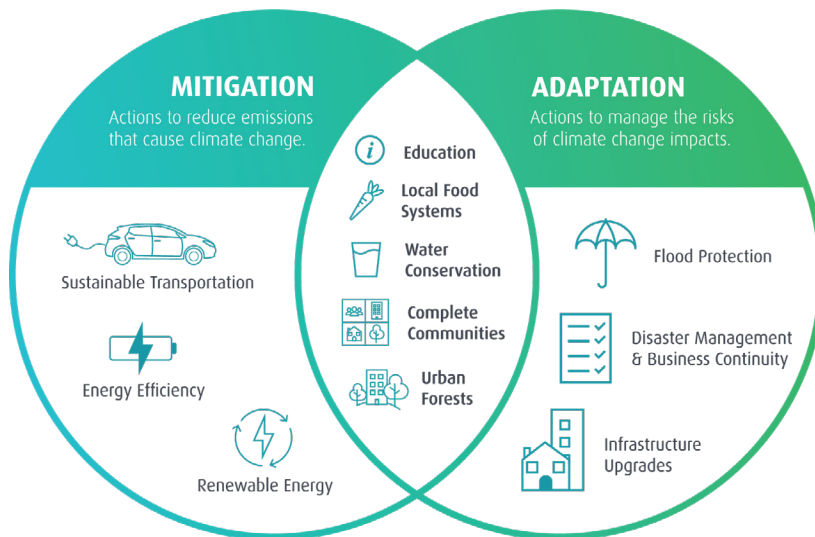 MITIGATION
Actions to reduce emissions
that cause climate change.
Sustainable Transportation
Energy Efficiency
Renewable Energy
i Education
Local Food
Systems
Water
Conservation
Complete
Communities
Urban
Forests
ADAPTATION
Actions to manage the risks
of climate change impacts.
Flood Protection
Disaster Management
& Business Continuity
Infrastructure
Upgrades